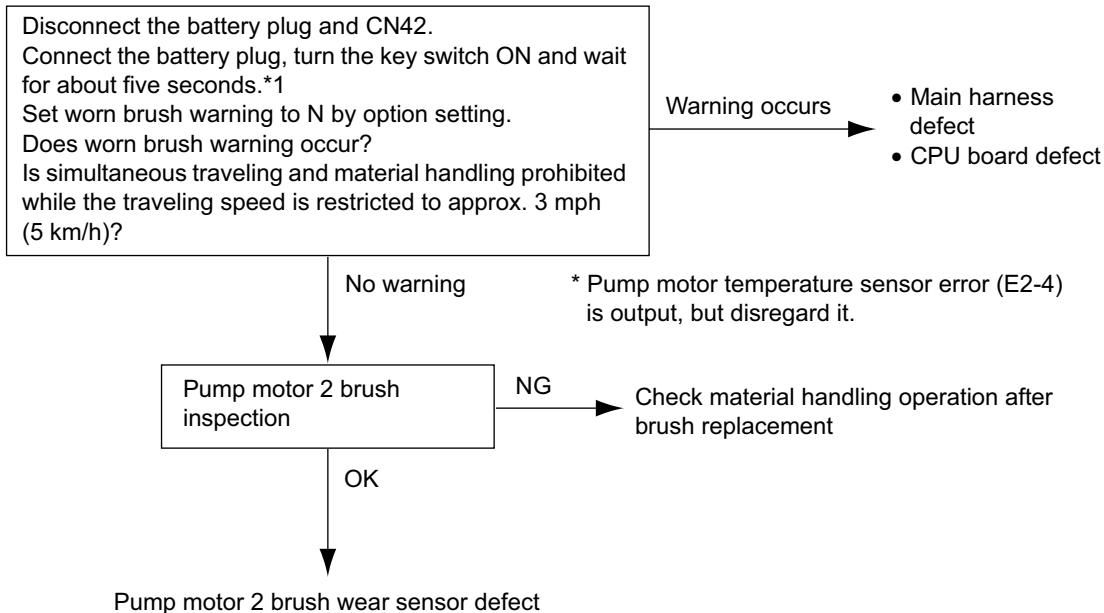 Disconnect the battery plug and CN42.
Connect the battery plug, turn the key switch ON and wait
for about five seconds.*1
Set worn brush warning to N by option setting.
Does worn brush warning occur?
Is simultaneous traveling and material handling prohibited
while the traveling speed is restricted to approx. 3 mph
(5 km/h)?
Warning occurs
• Main harness
defect
• CPU board defect
No warning
* Pump motor temperature sensor error (E2-4)
is output, but disregard it.
Pump motor 2 brush
inspection
NG
Check material handling operation after
brush replacement
OK
Pump motor 2 brush wear sensor defect